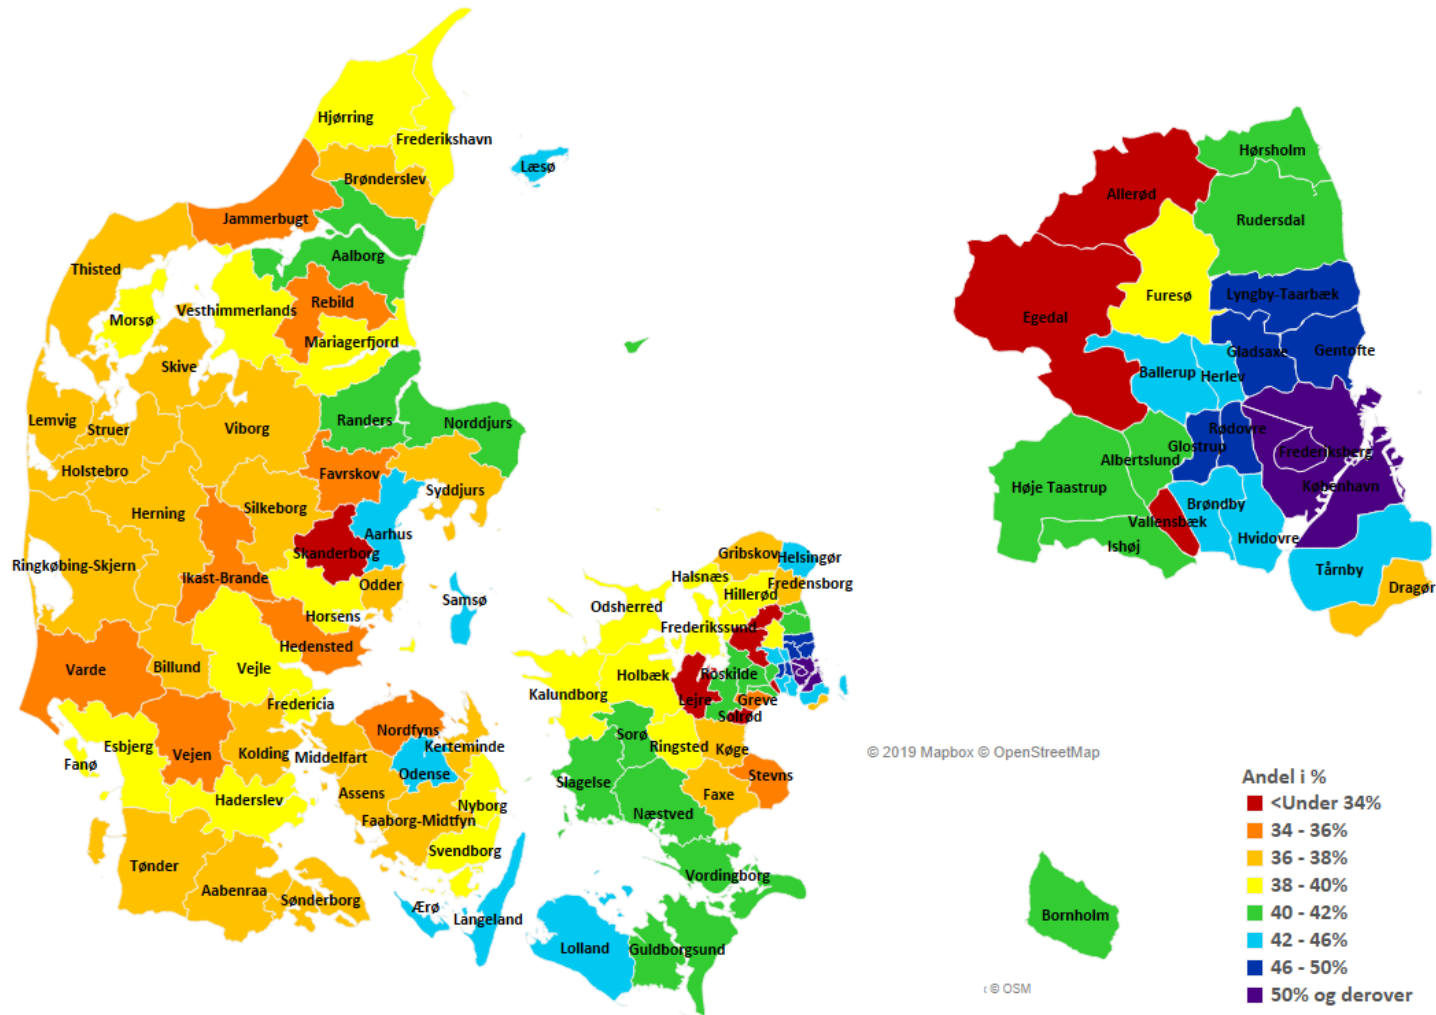 Hjørring
Frederikshavn
Læsø
Brønderslev
Jammerbugt
Aalborg
Thisted
Rebild
Vesthimmerlands
Morsø
Mariagerfjord
Skive
Lemvig
Struer
Viborg
Randers
Norddjurs
Holstebro
Favrskov
Syddjurs
Silkeborg
Herning
Aarhus
Skanderborg
Ringkøbing-Skjern
Ikast-Brande
Odder
Samsø
Horsens
Hedensted
Varde
Billund
Vejle
Fredericia
Esbjerg
Fanø
Vejen
Kolding
Middelfart
Nordfyns
Kerteminde
Odense
Assens
Haderslev
Nyborg
Faaborg-Midtfyn
Svendborg
Tønder
Aabenraa
Sønderborg
Ærø
Langeland
Gribskov
Helsingør
Halsnæs
Fredensborg
Hillerød
Odsherred
Frederikssund
Holbæk
Roskilde
Kalundborg
Lejre
Greve
Solrød
Sorø
Ringsted
Køge
Stevns
Slagelse
Faxe
Næstved
Vordingborg
Lolland
Guldborgsund
Hørsholm
Allerød
Rudersdal
Furesø
Lyngby-Taarbæk
Egedal
Gladsaxe
Gentofte
Ballerup
Herlev
Rødovre
Glostrup
Frederiksberg
Albertslund
Høje Taastrup
København
Brøndby
Vallensbæk
Hvidovre
Ishøj
Tårnby
Dragør
© 2019 Mapbox © OpenStreetMap
Bornholm
© OSM
Andel i %
<Under 34%
34 - 36%
36 - 38%
38 - 40%
40 - 42%
42 - 46%
46 - 50%
50% og derover